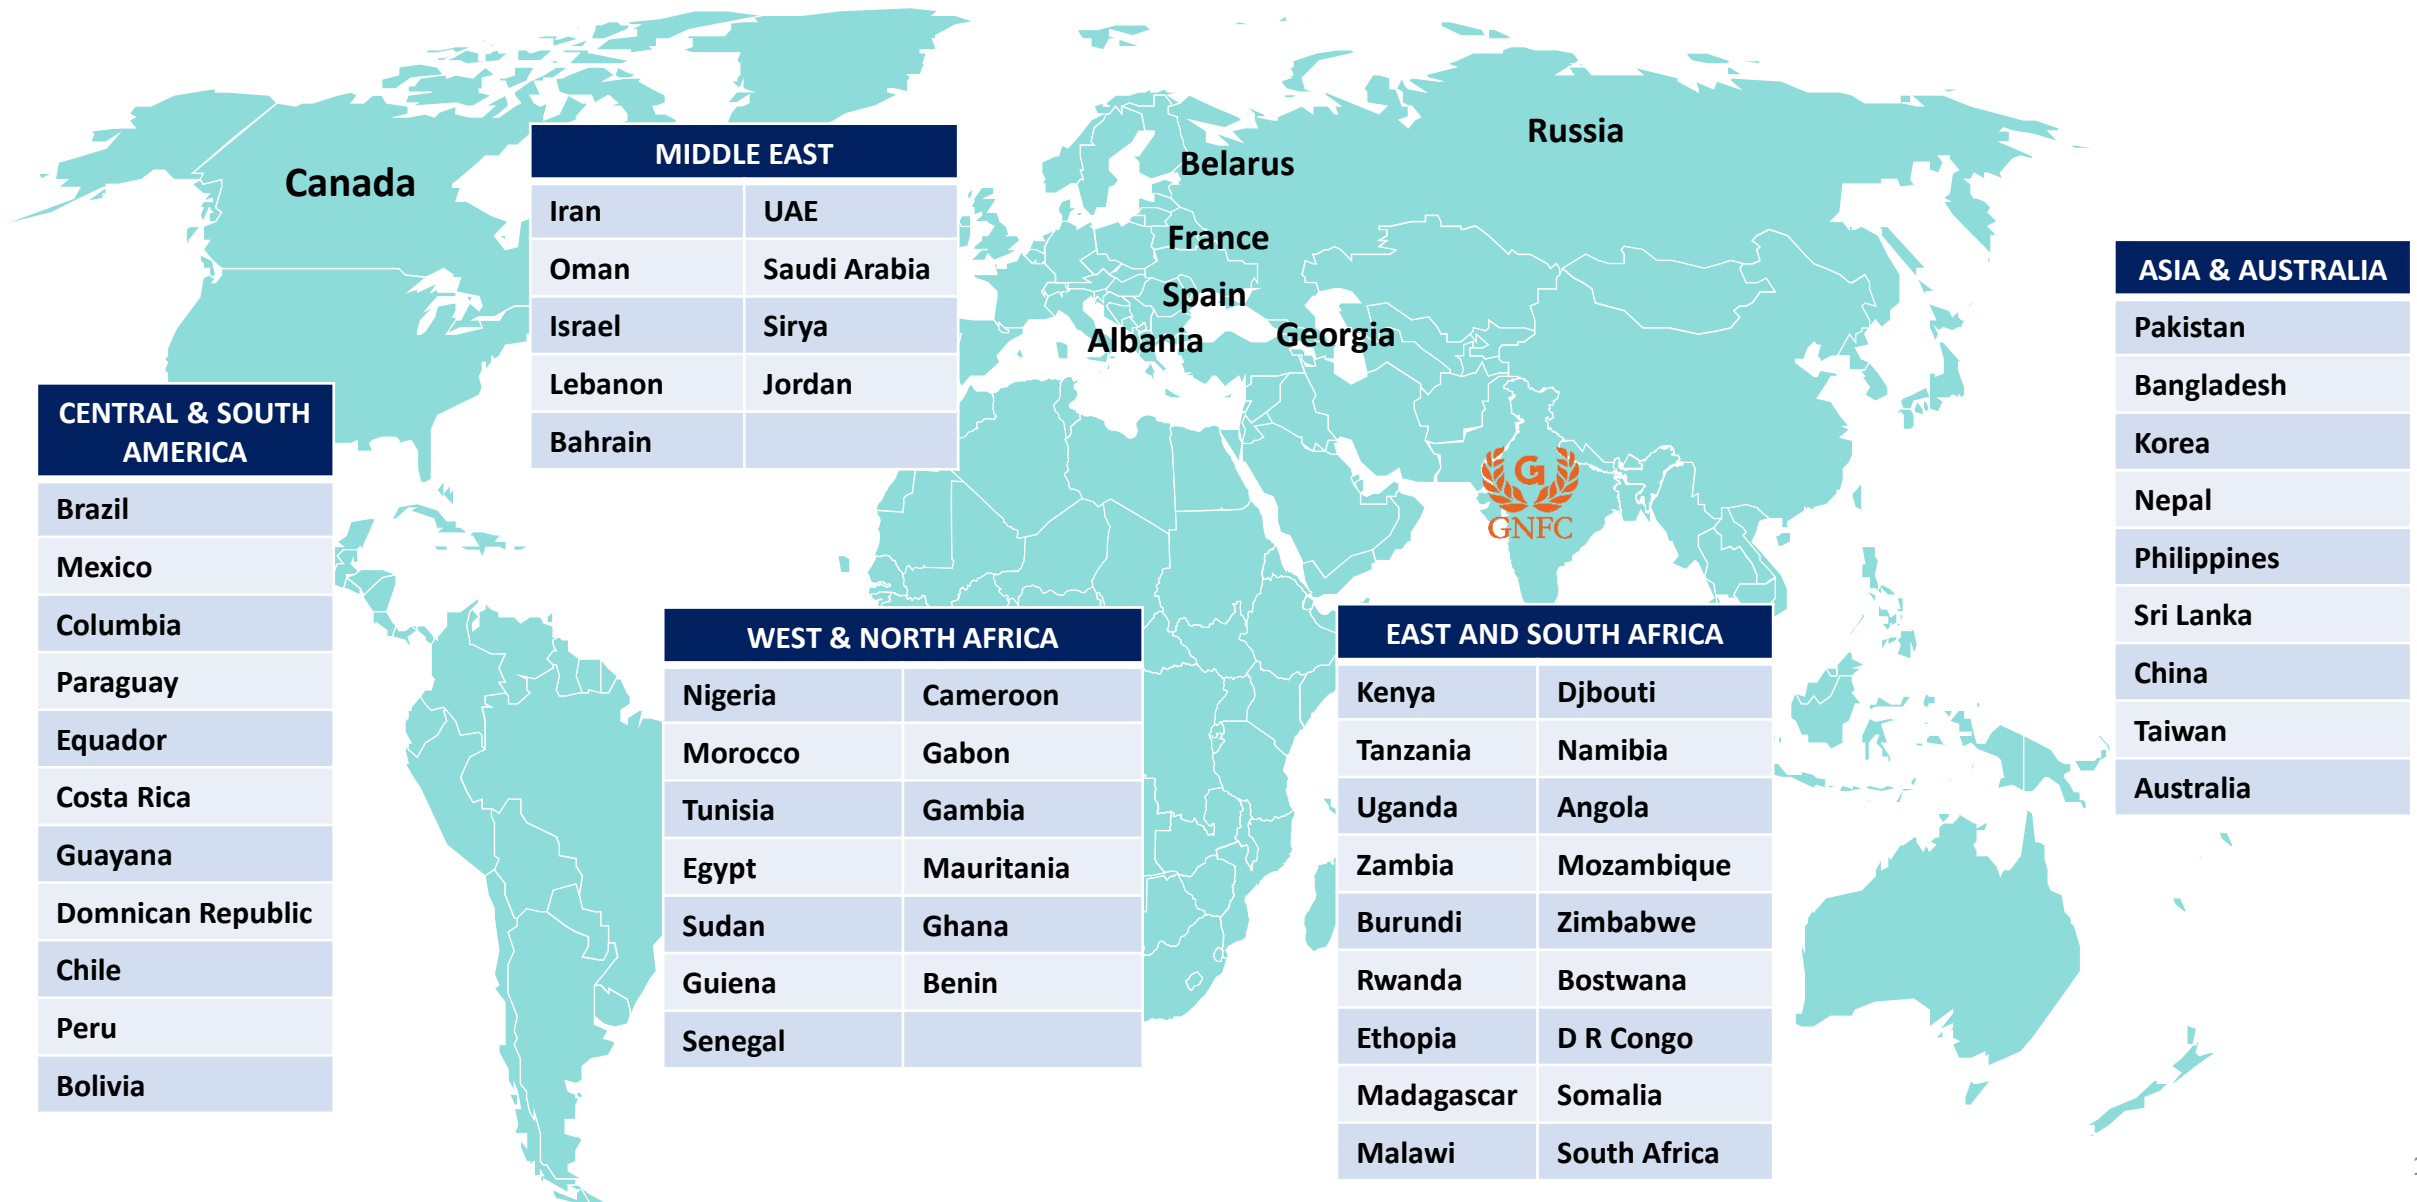 Canada
Russia
Belarus
France
Spain
Albania
Georgia
MIDDLE EAST
Iran UAE
Oman Saudi Arabia
Israel Sirya
Lebanon Jordan
Bahrain
ASIA & AUSTRALIA
Pakistan
Bangladesh
Korea
Nepal
Philippines
Sri Lanka
China
Taiwan
Australia
CENTRAL & SOUTH
AMERICA
Brazil
Mexico
Columbia
Paraguay
Equador
Costa Rica
Guayana
Domnican Republic
Chile
Peru
Bolivia
G
GNFC
WEST & NORTH AFRICA
Nigeria Cameroon
Morocco Gabon
Tunisia Gambia
Egypt Mauritania
Sudan Ghana
Guiena Benin
Senegal
EAST AND SOUTH AFRICA
Kenya Djbouti
Tanzania Namibia
Uganda Angola
Zambia Mozambique
Burundi Zimbabwe
Rwanda Bostwana
Ethopia D R Congo
Madagascar Somalia
Malawi South Africa